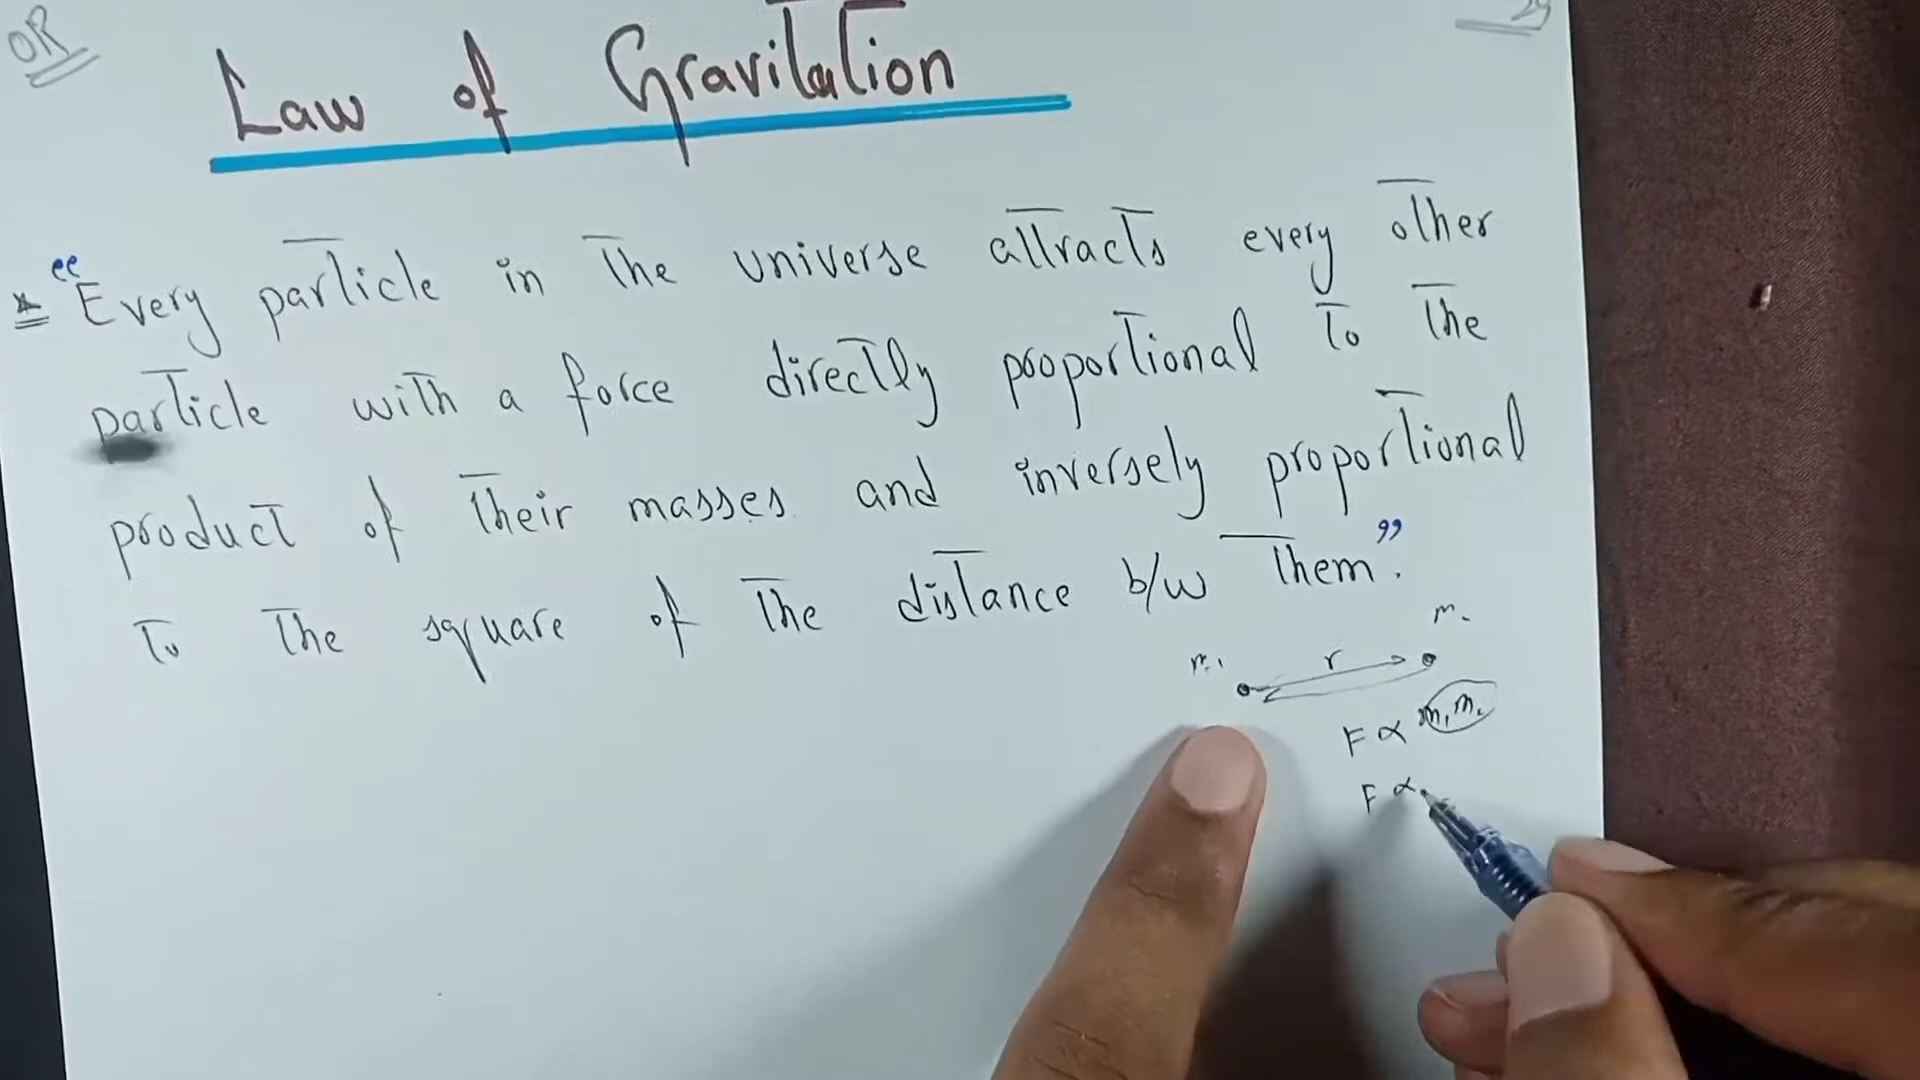 OR
29
Law of Gravitation
"Every particle in the universe attracts every other
particle with a force directly proportional to the
product of their masses and inversely proportional
to the square of the distance b/w them."
m₁ r m₂
F ∝ m₁m₂
F ∝